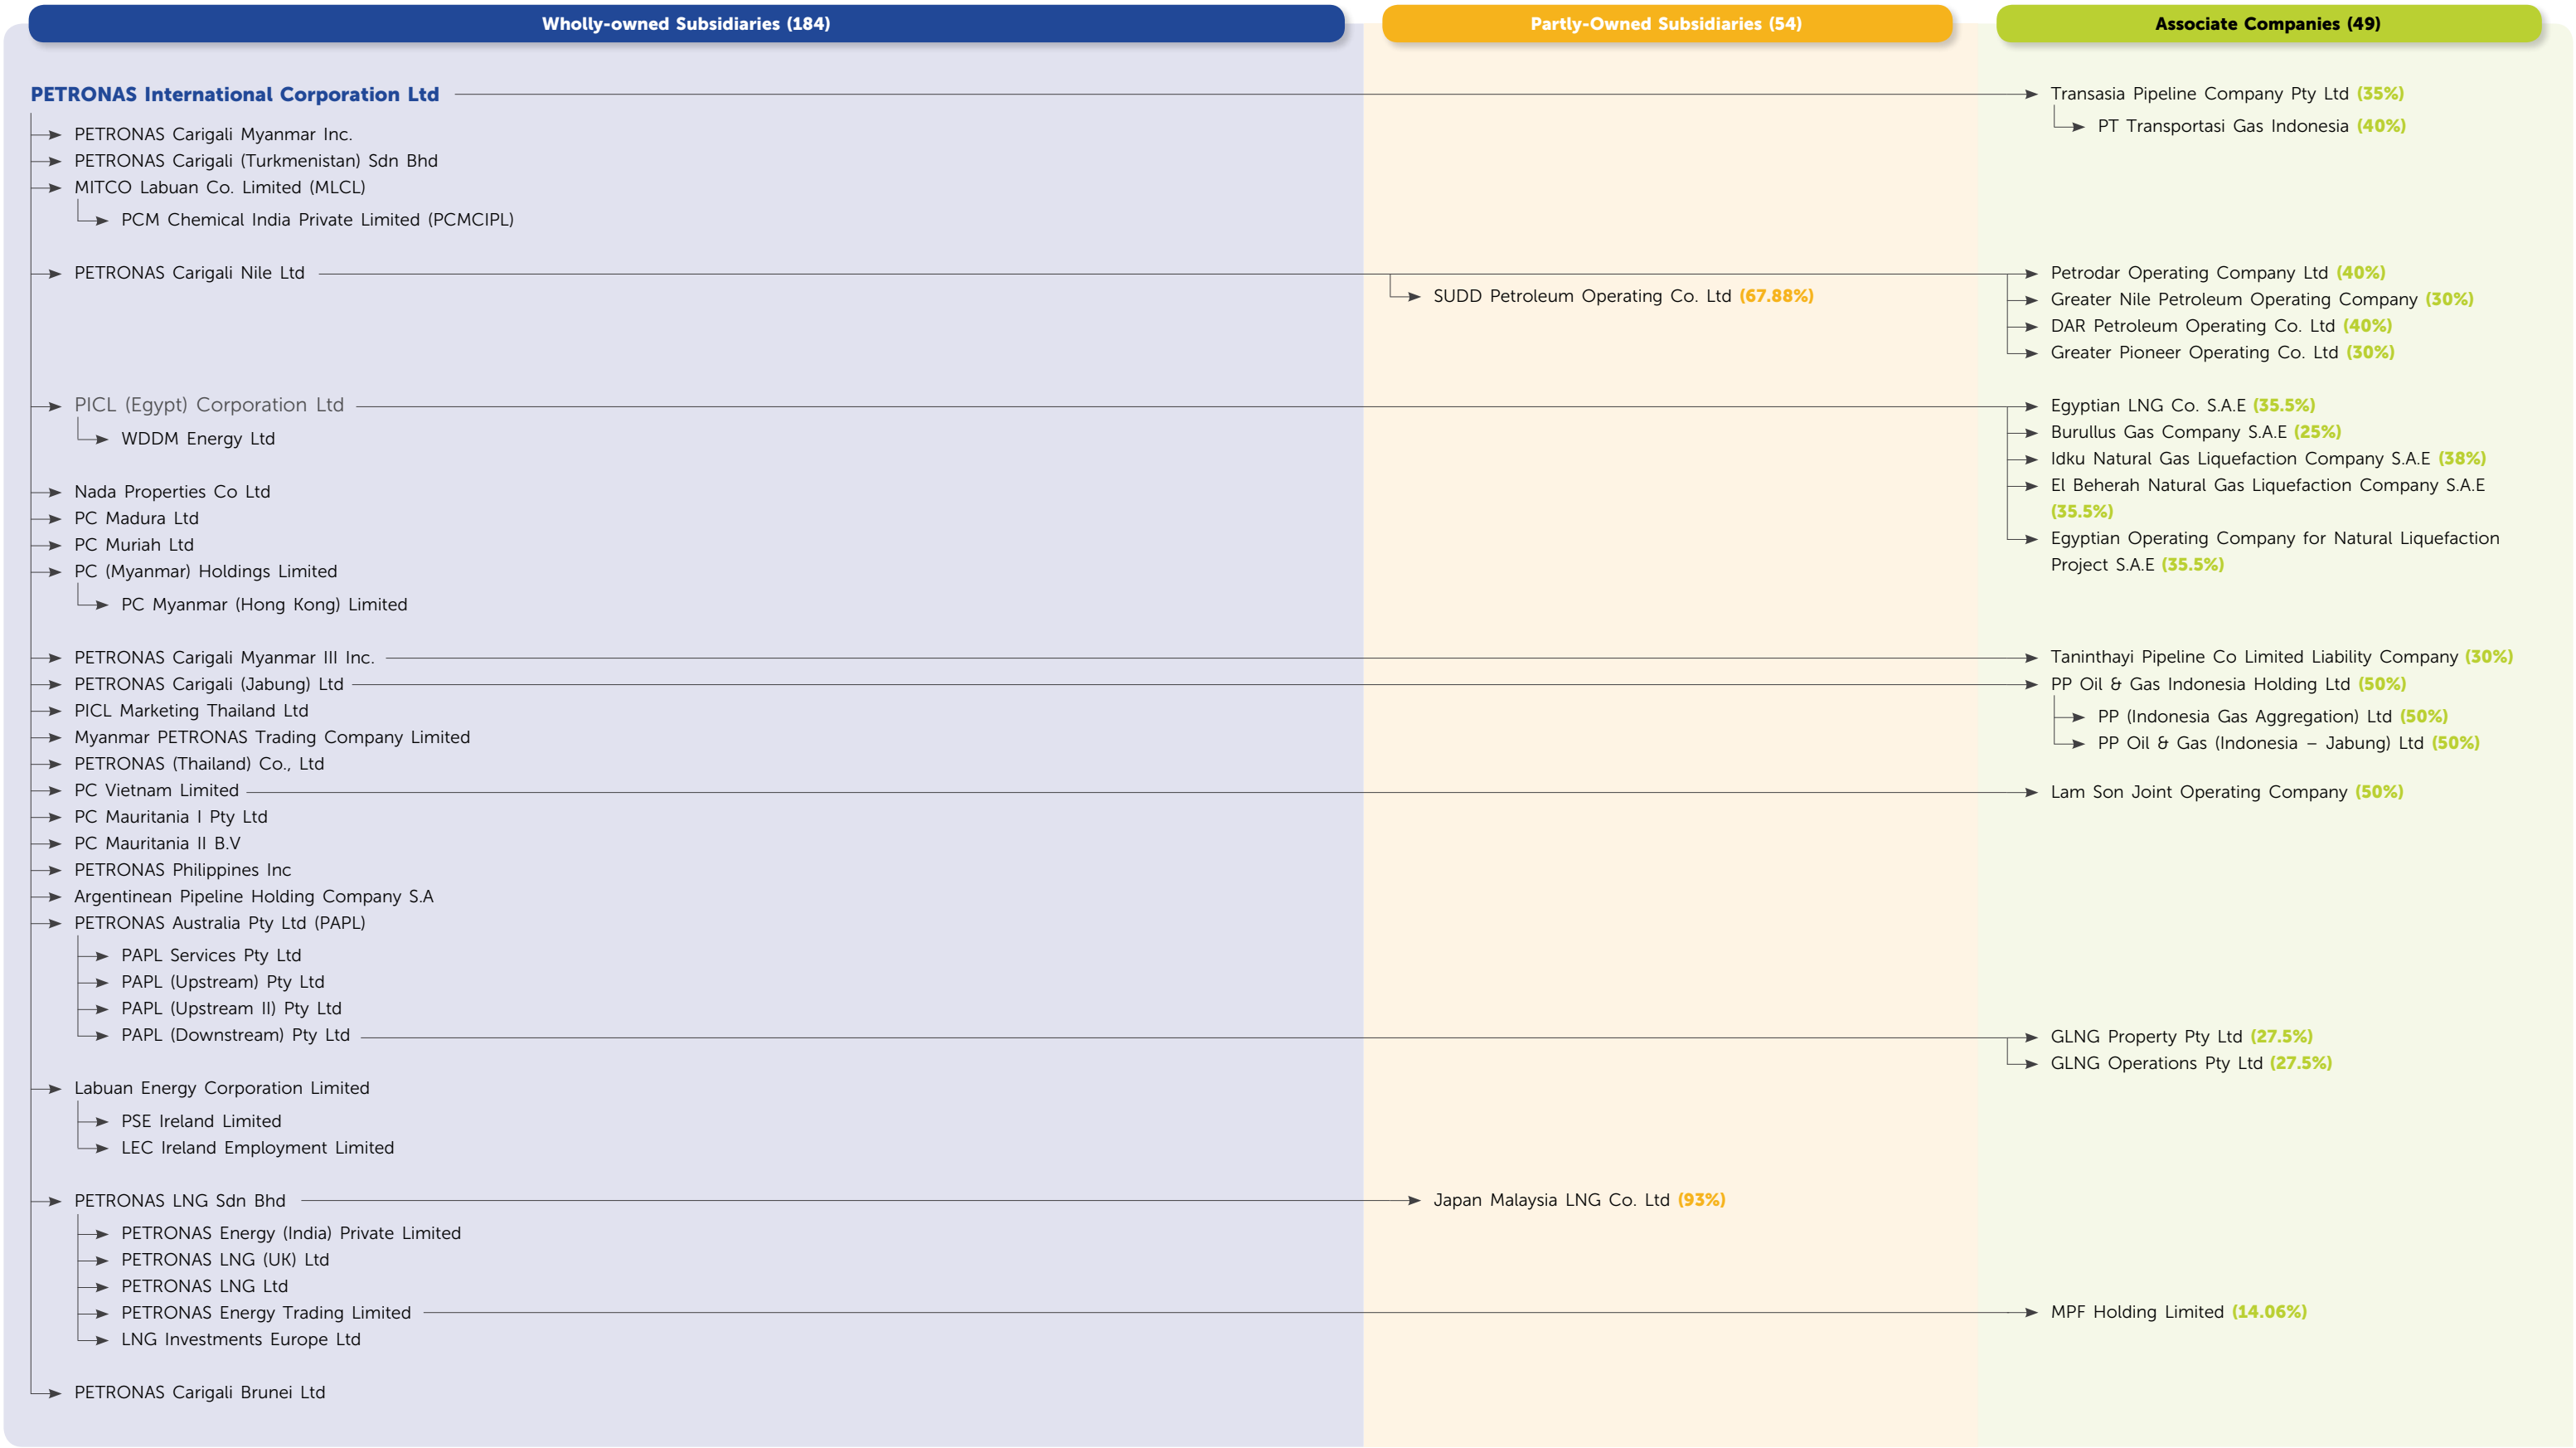 Wholly-owned Subsidiaries (184)
Partly-Owned Subsidiaries (54)
Associate Companies (49)
PETRONAS International Corporation Ltd
Transasia Pipeline Company Pty Ltd (35%)
PT Transportasi Gas Indonesia (40%)
PETRONAS Carigali Myanmar Inc.
PETRONAS Carigali (Turkmenistan) Sdn Bhd
MITCO Labuan Co. Limited (MLCL)
PCM Chemical India Private Limited (PCMCIPL)
PETRONAS Carigali Nile Ltd
SUDD Petroleum Operating Co. Ltd (67.88%)
Petrodar Operating Company Ltd (40%)
Greater Nile Petroleum Operating Company (30%)
DAR Petroleum Operating Co. Ltd (40%)
Greater Pioneer Operating Co. Ltd (30%)
PICL (Egypt) Corporation Ltd
WDDM Energy Ltd
Egyptian LNG Co. S.A.E (35.5%)
Burullus Gas Company S.A.E (25%)
Idku Natural Gas Liquefaction Company S.A.E (38%)
El Beherah Natural Gas Liquefaction Company S.A.E
(35.5%)
Egyptian Operating Company for Natural Liquefaction
Project S.A.E (35.5%)
Nada Properties Co Ltd
PC Madura Ltd
PC Muriah Ltd
PC (Myanmar) Holdings Limited
PC Myanmar (Hong Kong) Limited
PETRONAS Carigali Myanmar III Inc.
Taninthayi Pipeline Co Limited Liability Company (30%)
PETRONAS Carigali (Jabung) Ltd
PP Oil & Gas Indonesia Holding Ltd (50%)
PP (Indonesia Gas Aggregation) Ltd (50%)
PP Oil & Gas (Indonesia – Jabung) Ltd (50%)
PICL Marketing Thailand Ltd
Myanmar PETRONAS Trading Company Limited
PETRONAS (Thailand) Co., Ltd
PC Vietnam Limited
Lam Son Joint Operating Company (50%)
PC Mauritania I Pty Ltd
PC Mauritania II B.V
PETRONAS Philippines Inc
Argentinean Pipeline Holding Company S.A
PETRONAS Australia Pty Ltd (PAPL)
PAPL Services Pty Ltd
PAPL (Upstream) Pty Ltd
PAPL (Upstream II) Pty Ltd
PAPL (Downstream) Pty Ltd
GLNG Property Pty Ltd (27.5%)
GLNG Operations Pty Ltd (27.5%)
Labuan Energy Corporation Limited
PSE Ireland Limited
LEC Ireland Employment Limited
PETRONAS LNG Sdn Bhd
Japan Malaysia LNG Co. Ltd (93%)
PETRONAS Energy (India) Private Limited
PETRONAS LNG (UK) Ltd
PETRONAS LNG Ltd
PETRONAS Energy Trading Limited
MPF Holding Limited (14.06%)
LNG Investments Europe Ltd
PETRONAS Carigali Brunei Ltd